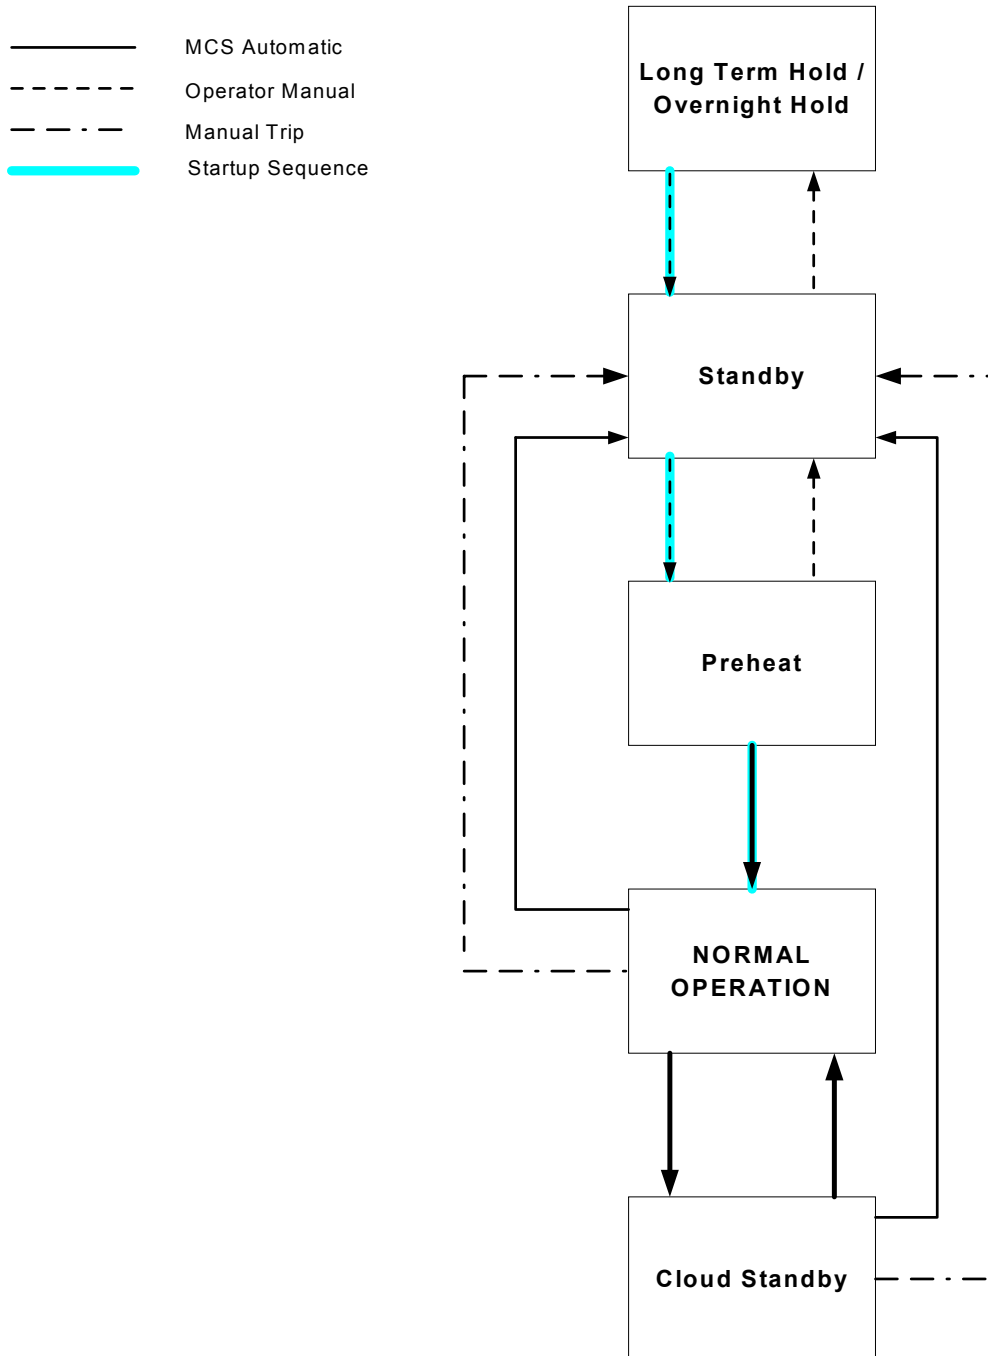 MCS Automatic
Operator Manual
Manual Trip
Startup Sequence
Long Term Hold /
Overnight Hold
Standby
Preheat
NORMAL
OPERATION
Cloud Standby